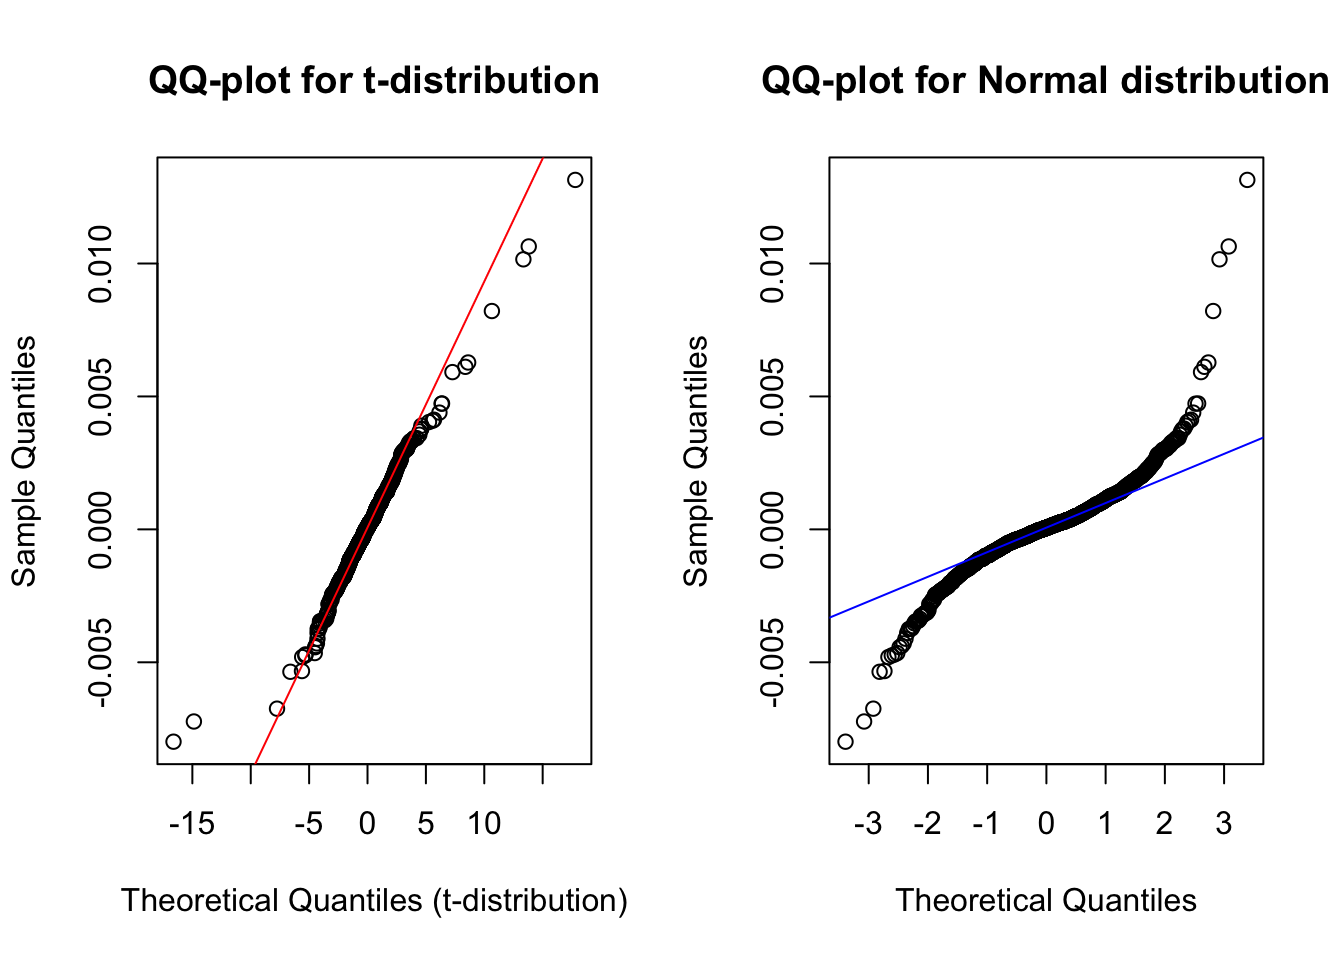 QQ-plot for t-distribution
Sample Quantiles
0.010
0.005
0.000
-0.005
-15 -5 0 5 10
Theoretical Quantiles (t-distribution)
QQ-plot for Normal distribution
Sample Quantiles
0.010
0.005
0.000
-0.005
-3 -2 -1 0 1 2 3
Theoretical Quantiles